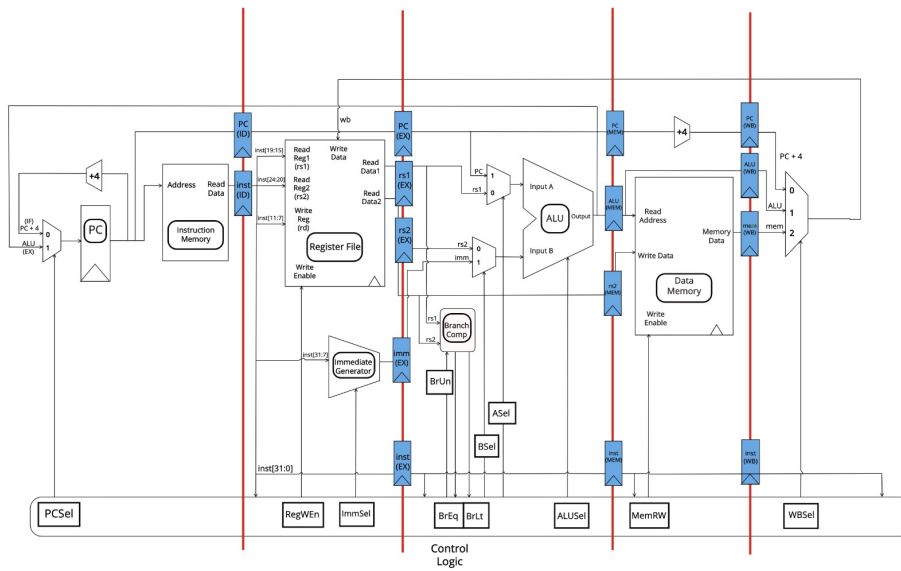 wb
PC
(ID)
PC
(EX)
PC
(MEM)
+4
PC
(WB)
PC + 4
inst[19:15]
Read
Reg1
(rs1)
Write
Data
Read
Data1
inst[24:20]
Read
Reg2
(rs2)
Read
Data2
inst[11:7]
Write
Reg
(rd)
Register File
Write
Enable
+4
Address
Read
Data
Instruction
Memory
inst
(ID)
(IF)
PC + 4
0
ALU
(EX)
1
PC
rs1
(EX)
rs2
(EX)
PC
1
rs1
0
rs2
0
imm
1
Input A
ALU
Output
Input B
ALU
(MEM)
rs2
(MEM)
Read
Address
Memory
Data
Write Data
Data
Memory
Write
Enable
ALU
(WB)
mem
(WB)
0
ALU
1
mem
2
rs1
rs2
Branch
Comp
inst[31:7]
Immediate
Generator
imm
(EX)
BrUn
ASel
BSel
inst[31:0]
inst
(EX)
inst
(MEM)
inst
(WB)
PCSel
RegWEn
ImmSel
BrEq
BrLt
ALUSel
MemRW
WBSel
Control
Logic